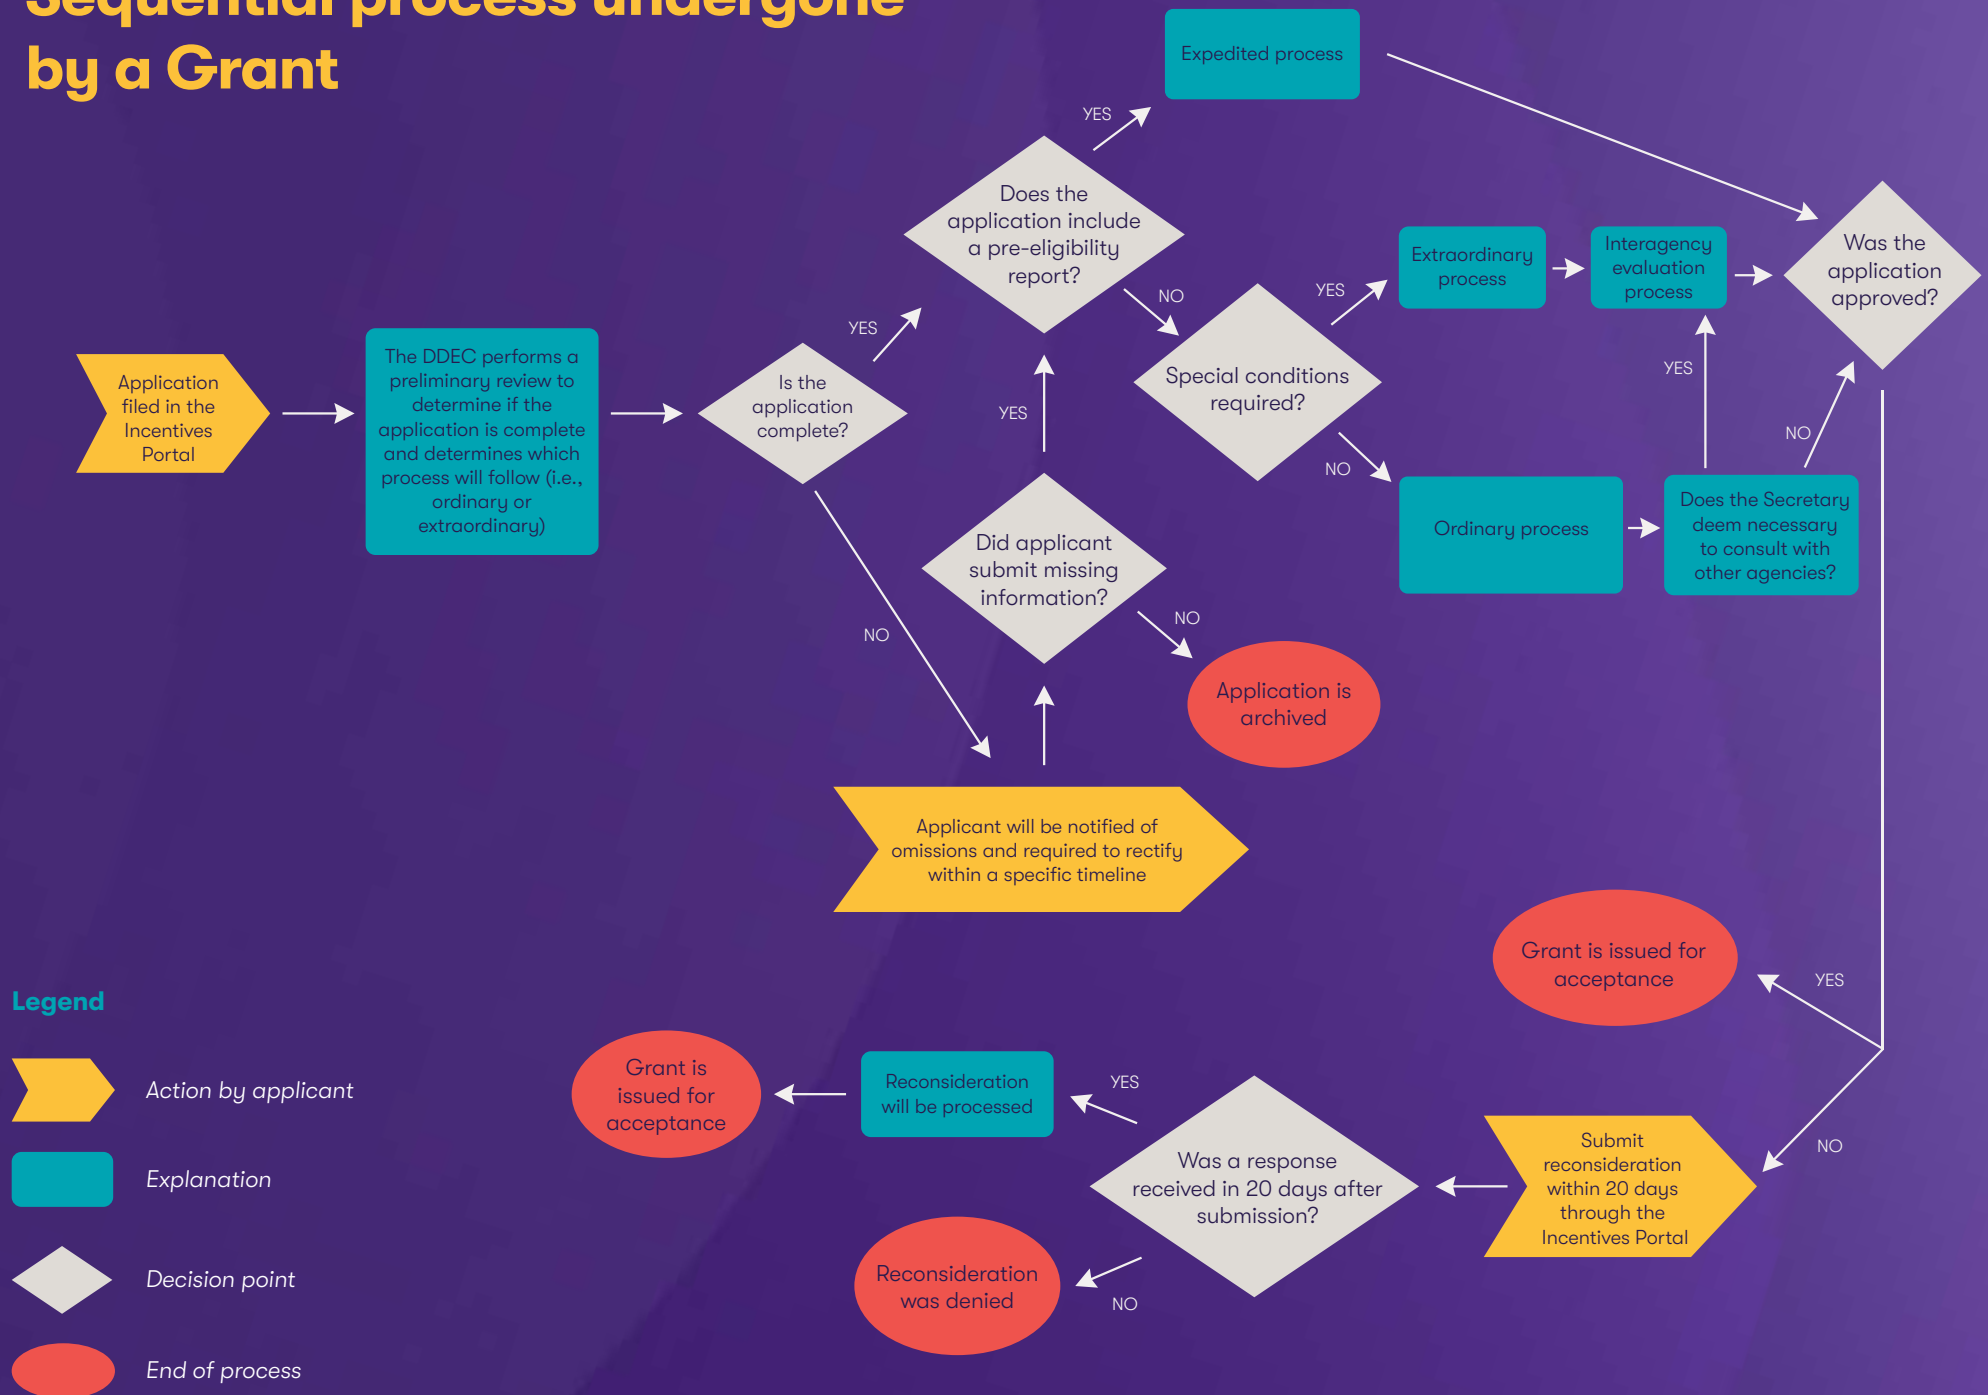 Sequential process undergone
by a Grant
Expedited process
YES
Does the
application include
a pre-eligibility
report?
NO
YES
Special conditions
required?
YES
NO
Extraordinary
process
Interagency
evaluation
process
Was the
application
approved?
YES
NO
Application
filed in the
Incentives
Portal
The DDEC performs a
preliminary review to
determine if the
application is complete
and determines which
process will follow (i.e.,
ordinary or
extraordinary)
Is the
application
complete?
YES
NO
Did applicant
submit missing
information?
NO
Ordinary process
Does the Secretary
deem necessary
to consult with
other agencies?
Application is
archived
Applicant will be notified of
omissions and required to rectify
within a specific timeline
Grant is issued for
acceptance
YES
NO
Submit
reconsideration
within 20 days
through the
Incentives Portal
Was a response
received in 20 days after
submission?
YES
NO
Reconsideration
will be processed
Grant is
issued for
acceptance
Reconsideration
was denied
Legend
Action by applicant
Explanation
Decision point
End of process